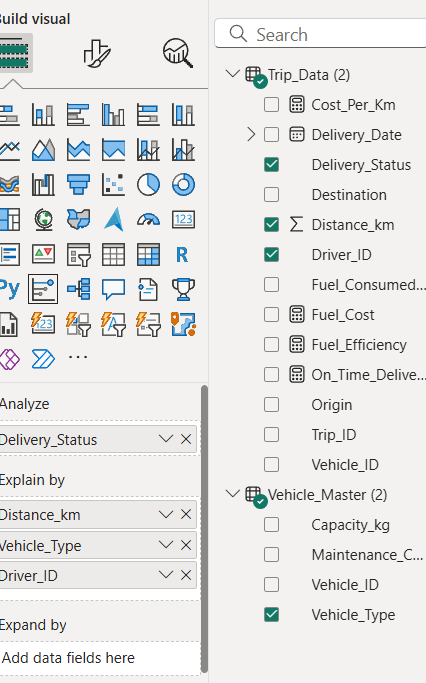 Build visual
Search
Trip_Data (2)
Cost_Per_Km
Delivery_Date
Delivery_Status
Destination
Distance_km
Driver_ID
Fuel_Consumed...
Fuel_Cost
Fuel_Efficiency
On_Time_Delive...
Origin
Trip_ID
Vehicle_ID
Vehicle_Master (2)
Capacity_kg
Maintenance_C...
Vehicle_ID
Vehicle_Type
123
R
Py
123
Analyze
Delivery_Status
Explain by
Distance_km
Vehicle_Type
Driver_ID
Expand by
Add data fields here